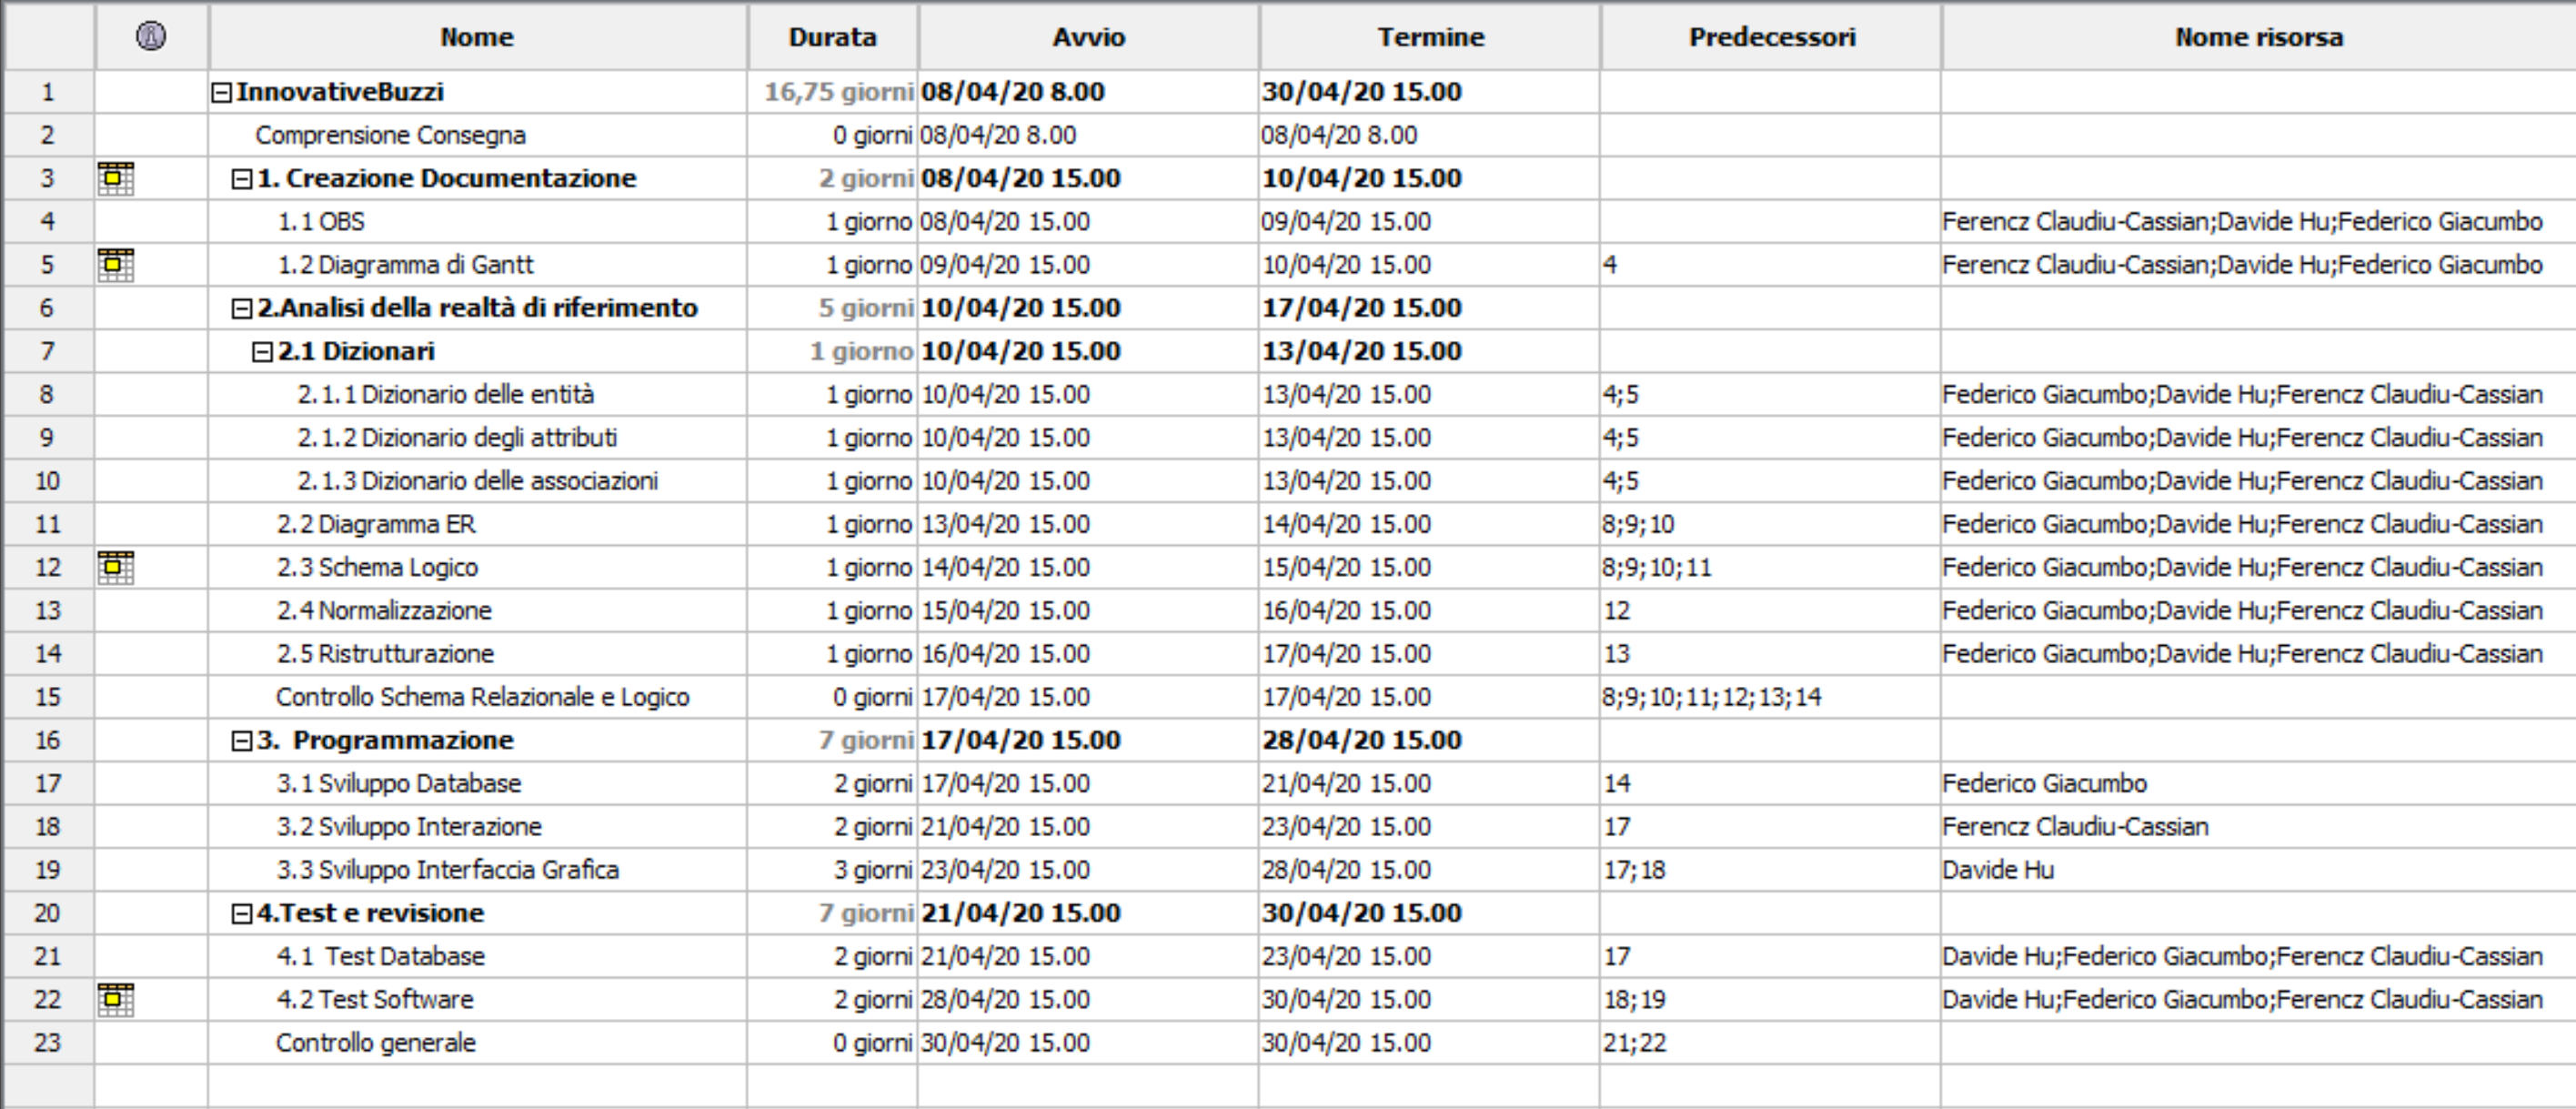 Nome Durata Avvio Termine Predecessori Nome risorsa
1 InnovativeBuzzi 16,75 giorni 08/04/20 8.00 30/04/20 15.00
2 Comprensione Consegna 0 giorni 08/04/20 8.00 08/04/20 8.00
3 1. Creazione Documentazione 2 giorni 08/04/20 15.00 10/04/20 15.00
4 1.1 OBS 1 giorno 08/04/20 15.00 09/04/20 15.00 Ferencz Claudiu-Cassian;Davide Hu;Federico Giacumbo
5 1.2 Diagramma di Gantt 1 giorno 09/04/20 15.00 10/04/20 15.00 4 Ferencz Claudiu-Cassian;Davide Hu;Federico Giacumbo
6 2.Analisi della realtà di riferimento 5 giorni 10/04/20 15.00 17/04/20 15.00
7 2.1 Dizionari 1 giorno 10/04/20 15.00 13/04/20 15.00
8 2.1.1 Dizionario delle entità 1 giorno 10/04/20 15.00 13/04/20 15.00 4;5 Federico Giacumbo;Davide Hu;Ferencz Claudiu-Cassian
9 2.1.2 Dizionario degli attributi 1 giorno 10/04/20 15.00 13/04/20 15.00 4;5 Federico Giacumbo;Davide Hu;Ferencz Claudiu-Cassian
10 2.1.3 Dizionario delle associazioni 1 giorno 10/04/20 15.00 13/04/20 15.00 4;5 Federico Giacumbo;Davide Hu;Ferencz Claudiu-Cassian
11 2.2 Diagramma ER 1 giorno 13/04/20 15.00 14/04/20 15.00 8;9;10 Federico Giacumbo;Davide Hu;Ferencz Claudiu-Cassian
12 2.3 Schema Logico 1 giorno 14/04/20 15.00 15/04/20 15.00 8;9;10;11 Federico Giacumbo;Davide Hu;Ferencz Claudiu-Cassian
13 2.4 Normalizzazione 1 giorno 15/04/20 15.00 16/04/20 15.00 12 Federico Giacumbo;Davide Hu;Ferencz Claudiu-Cassian
14 2.5 Ristrutturazione 1 giorno 16/04/20 15.00 17/04/20 15.00 13 Federico Giacumbo;Davide Hu;Ferencz Claudiu-Cassian
15 Controllo Schema Relazionale e Logico 0 giorni 17/04/20 15.00 17/04/20 15.00 8;9;10;11;12;13;14
16 3. Programmazione 7 giorni 17/04/20 15.00 28/04/20 15.00
17 3.1 Sviluppo Database 2 giorni 17/04/20 15.00 21/04/20 15.00 14 Federico Giacumbo
18 3.2 Sviluppo Interazione 2 giorni 21/04/20 15.00 23/04/20 15.00 17 Ferencz Claudiu-Cassian
19 3.3 Sviluppo Interfaccia Grafica 3 giorni 23/04/20 15.00 28/04/20 15.00 17;18 Davide Hu
20 4.Test e revisione 7 giorni 21/04/20 15.00 30/04/20 15.00
21 4.1 Test Database 2 giorni 21/04/20 15.00 23/04/20 15.00 17 Davide Hu;Federico Giacumbo;Ferencz Claudiu-Cassian
22 4.2 Test Software 2 giorni 28/04/20 15.00 30/04/20 15.00 18;19 Davide Hu;Federico Giacumbo;Ferencz Claudiu-Cassian
23 Controllo generale 0 giorni 30/04/20 15.00 30/04/20 15.00 21;22